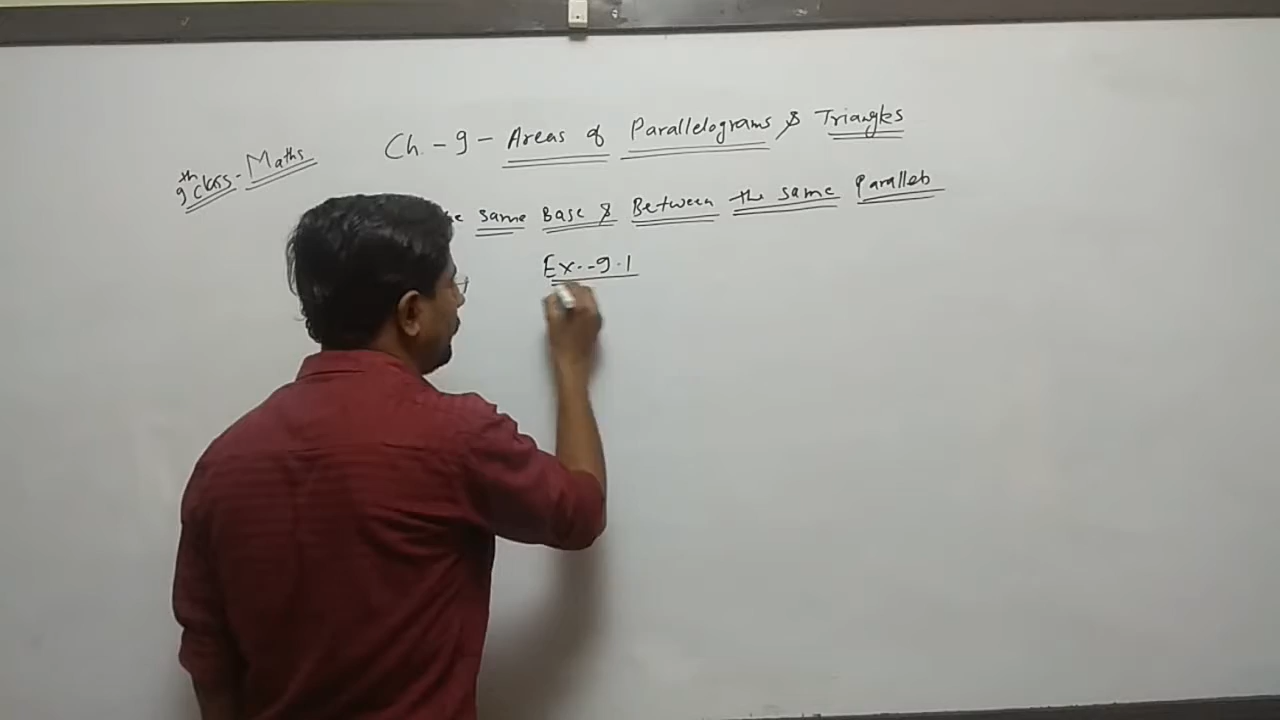 9th Class - Maths
Ch. - 9 - Areas of Parallelograms & Triangles
same Base & Between the same Parallels
Ex. - 9.1